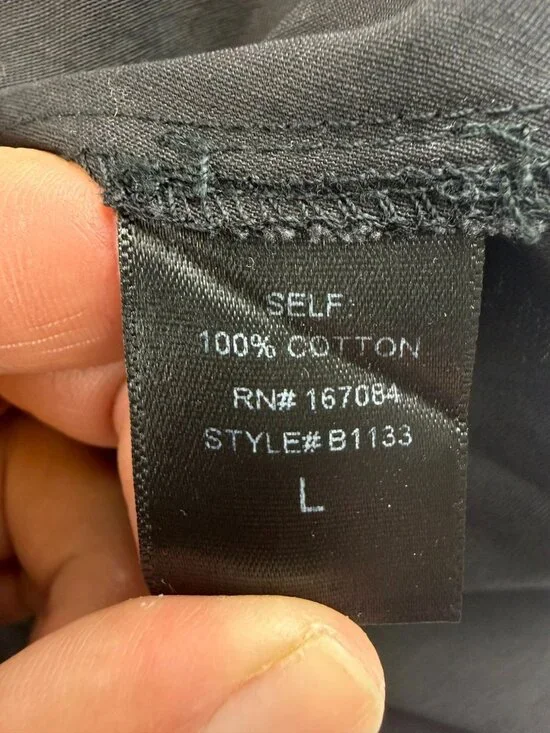 SELF:
100% COTTON
RN# 167084
STYLE# B1133
L